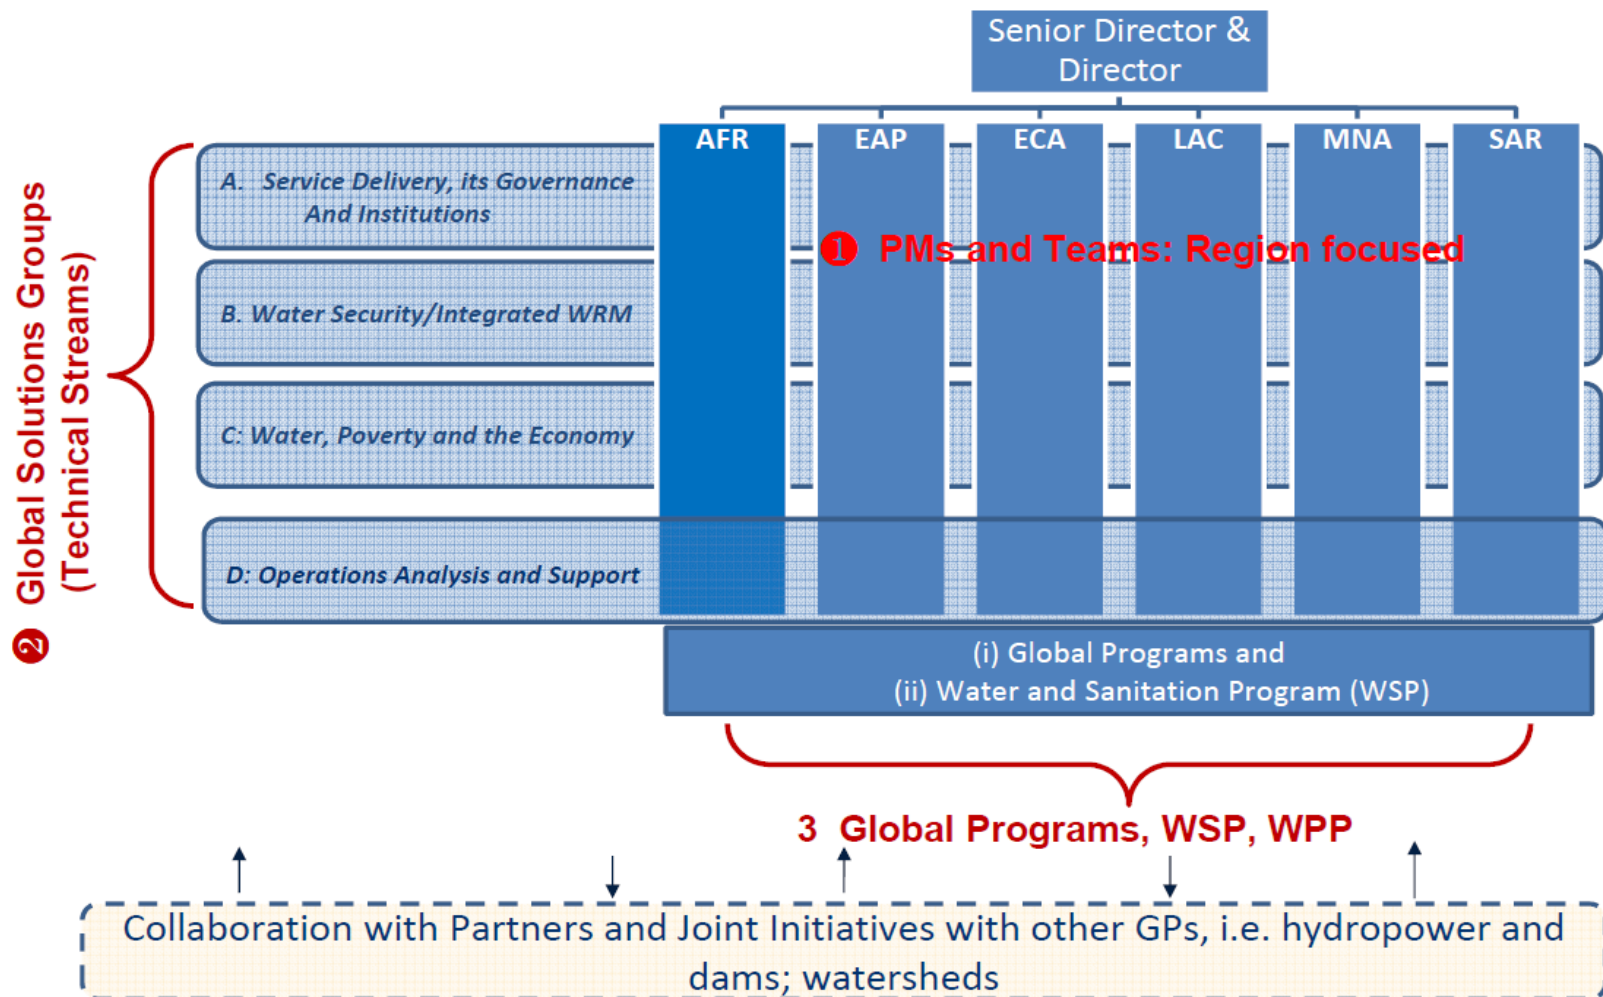 Senior Director &
Director
AFR
EAP
ECA
LAC
MNA
SAR
❷ Global Solutions Groups
(Technical Streams)
A. Service Delivery, its Governance
And Institutions
❶ PMs and Teams: Region focused
B. Water Security/Integrated WRM
C: Water, Poverty and the Economy
D: Operations Analysis and Support
(i) Global Programs and
(ii) Water and Sanitation Program (WSP)
3 Global Programs, WSP, WPP
Collaboration with Partners and Joint Initiatives with other GPs, i.e. hydropower and
dams; watersheds